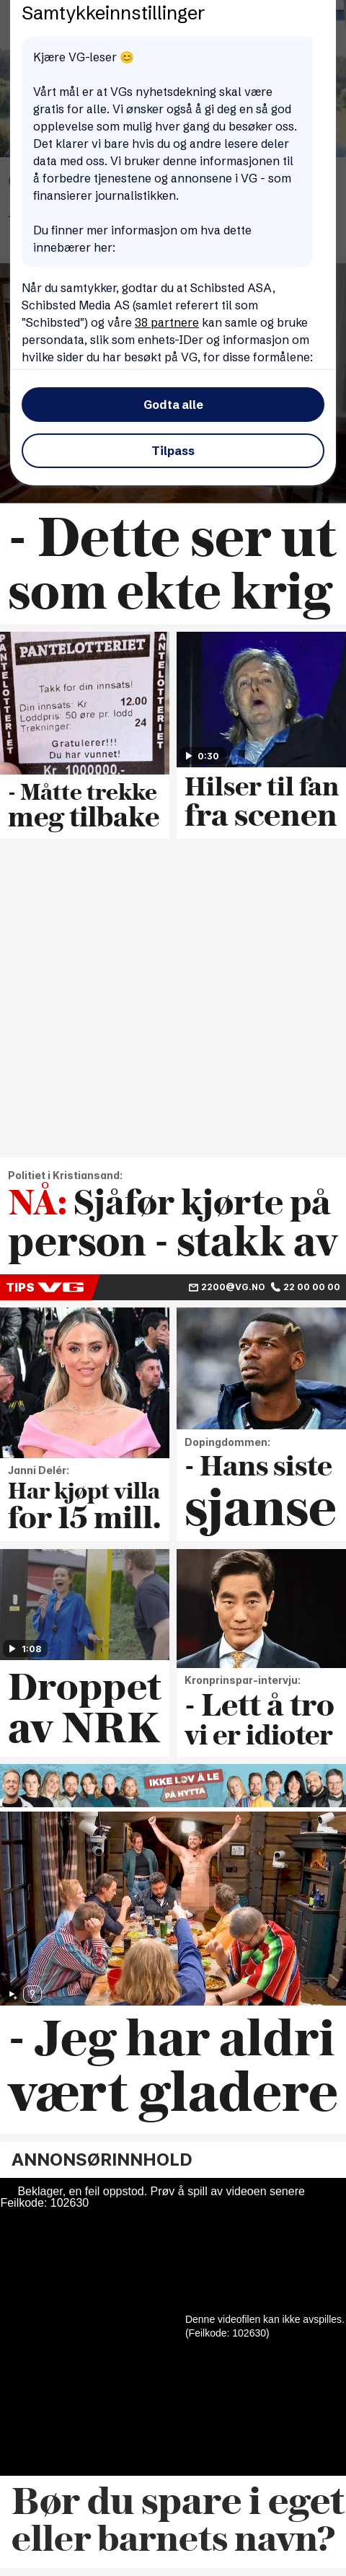 Samtykkeinnstillinger
Kjære VG-leser 😊
Vårt mål er at VGs nyhetsdekning skal være
gratis for alle. Vi ønsker også å gi deg en så god
opplevelse som mulig hver gang du besøker oss.
Det klarer vi bare hvis du og andre lesere deler
data med oss. Vi bruker denne informasjonen til
å forbedre tjenestene og annonsene i VG - som
finansierer journalistikken.
Du finner mer informasjon om hva dette
innebærer her:
Når du samtykker, godtar du at Schibsted ASA,
Schibsted Media AS (samlet referert til som
"Schibsted") og våre 38 partnere kan samle og bruke
persondata, slik som enhets-IDer og informasjon om
hvilke sider du har besøkt på VG, for disse formålene:
Godta alle
Tilpass
- Dette ser ut
som ekte krig
PANTELOTTERIET
PANTELOTTERIET
PANTELOTTERIET
Takk for din innsats!
Innsats: Kr 12.00
Loddpris: 50 øre pr. lodd
Trekninger: 24
Gratulerer!!!
Du har vunnet!
Kr. 1000000,-
- Måtte trekke
meg tilbake
0:30
Hilser til fan
fra scenen
Politiet i Kristiansand:
NÅ: Sjåfør kjørte på
person - stakk av
TIPS VG
2200@VG.NO 22 00 00 00
Janni Delér:
Har kjøpt villa
for 15 mill.
Dopingdommen:
- Hans siste
sjanse
1:08
Droppet
av NRK
Kronprinspar-intervju:
- Lett å tro
vi er idioter
IKKE LOV Å LE
PÅ HYTTA
- Jeg har aldri
vært gladere
ANNONSØRINNHOLD
Beklager, en feil oppstod. Prøv å spill av videoen senere
Feilkode: 102630
Denne videofilen kan ikke avspilles.
(Feilkode: 102630)
Bør du spare i eget
eller barnets navn?